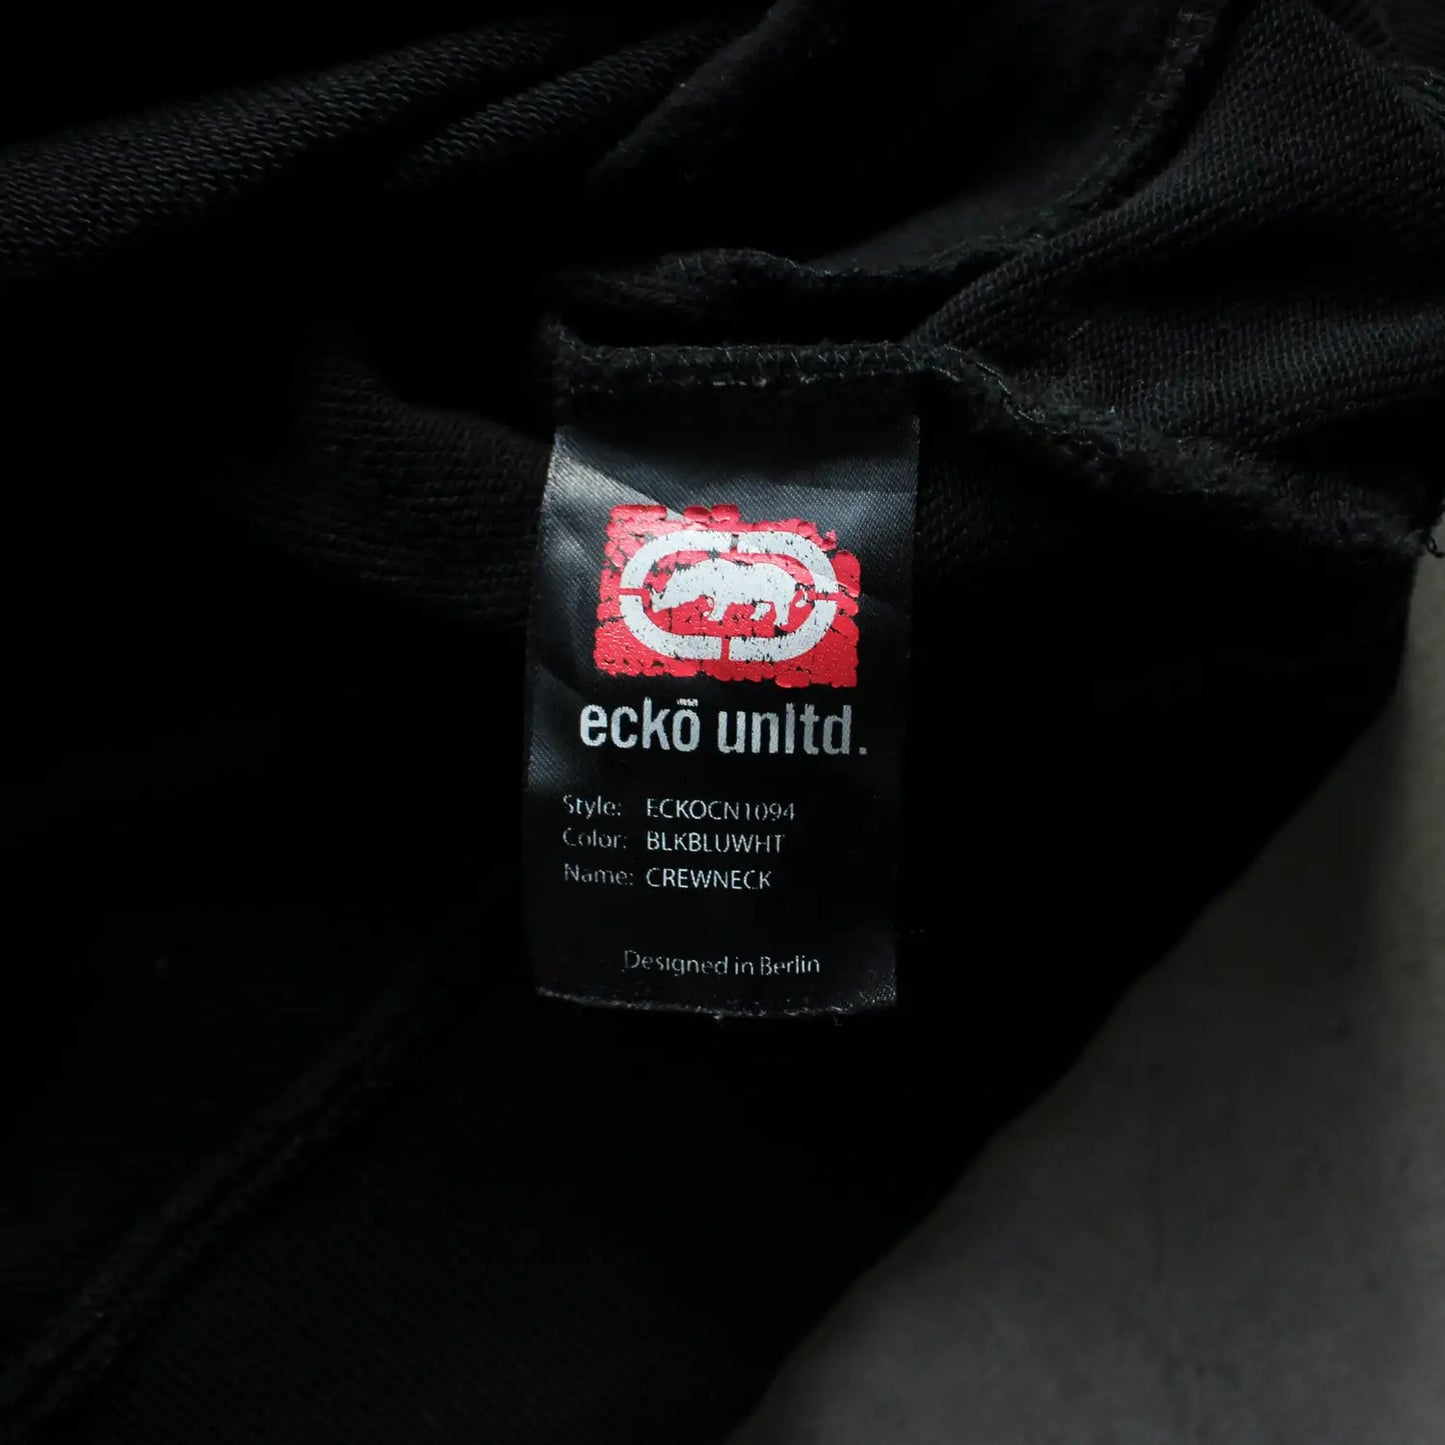 eckō unltd.
Style: ECKOCN1094
Color: BLKBLUWHT
Name: CREWNECK
Designed in Berlin